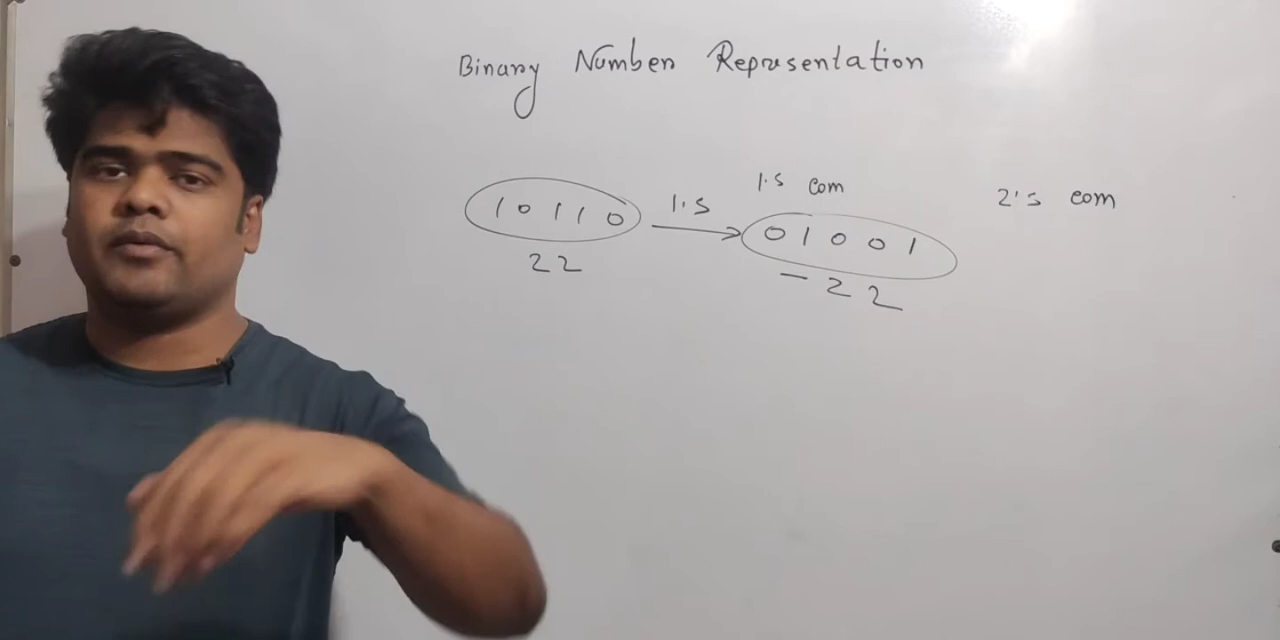 Binary Number Representation
1's com
2's com
10110
1's
01001
22
-22